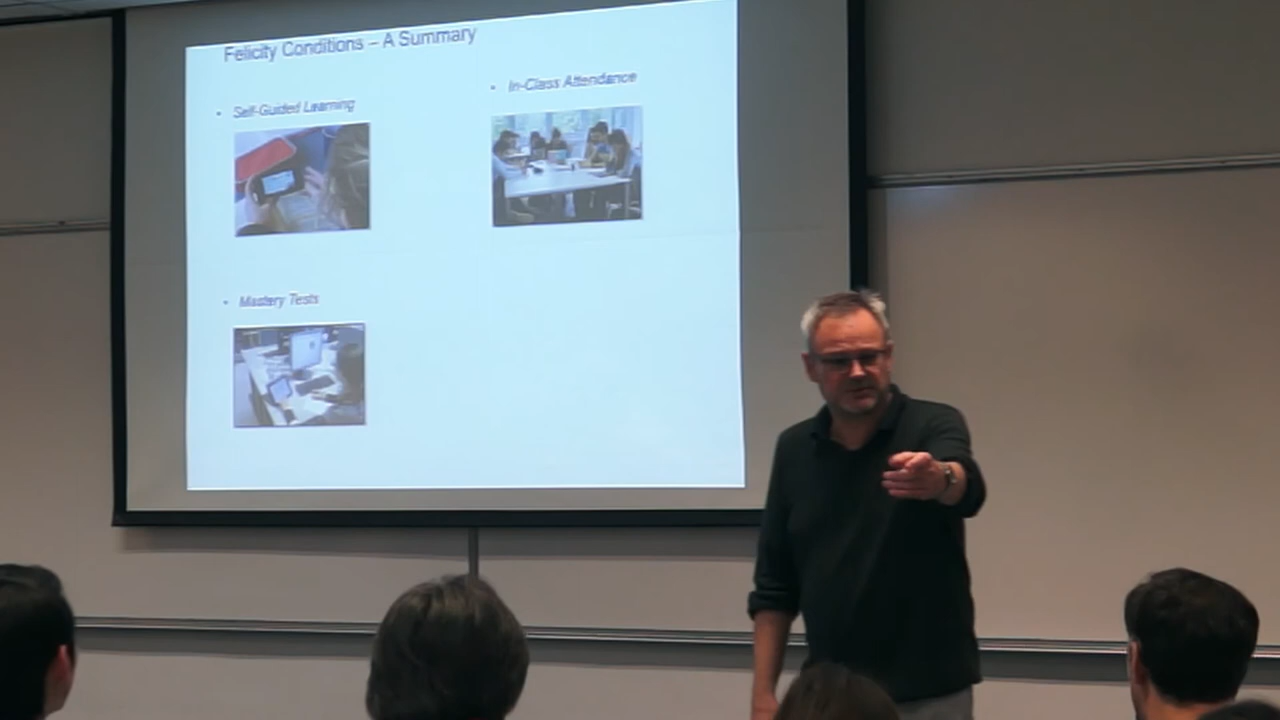 Felicity Conditions – A Summary
• Self-Guided Learning
• In-Class Attendance
• Mastery Tests